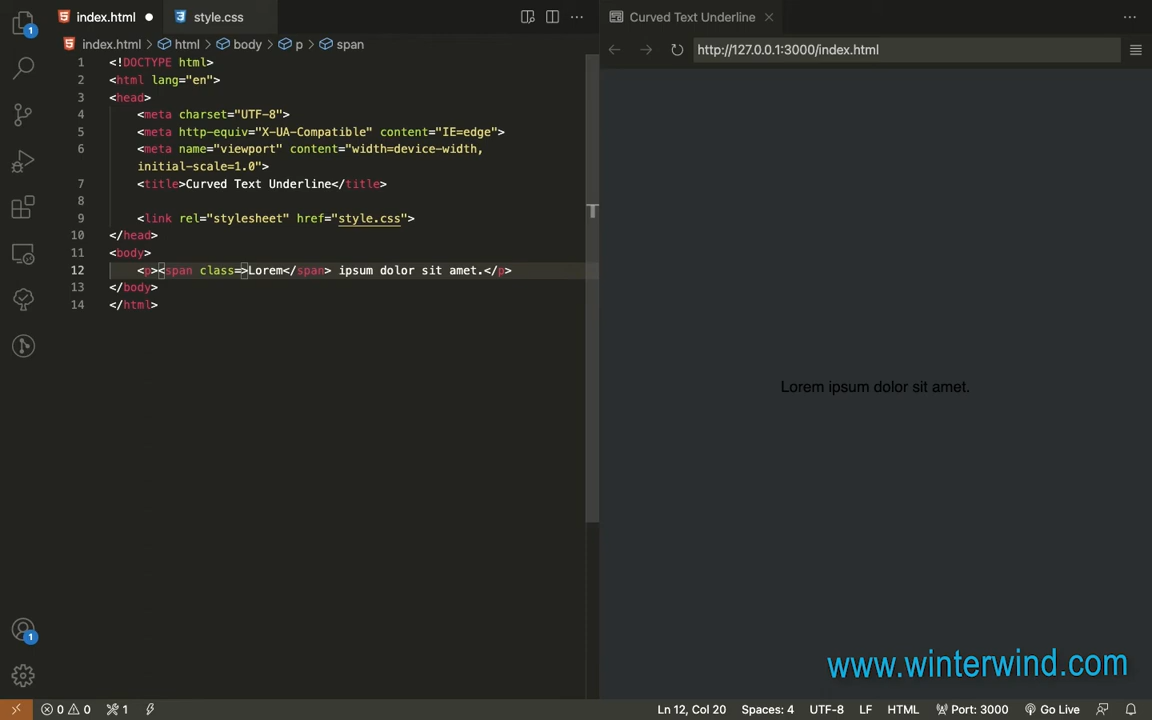 index.html
style.css
Curved Text Underline
index.html > html > body > p > span
http://127.0.0.1:3000/index.html
1 <!DOCTYPE html>
2 <html lang="en">
3 <head>
4 <meta charset="UTF-8">
5 <meta http-equiv="X-UA-Compatible" content="IE=edge">
6 <meta name="viewport" content="width=device-width,
initial-scale=1.0">
7 <title>Curved Text Underline</title>
8
9 <link rel="stylesheet" href="style.css">
10 </head>
11 <body>
12 <p><span class=>Lorem</span> ipsum dolor sit amet.</p>
13 </body>
14 </html>
Lorem ipsum dolor sit amet.
www.winterwind.com
1
1
0 0 1
Ln 12, Col 20
Spaces: 4
UTF-8
LF
HTML
Port: 3000
Go Live